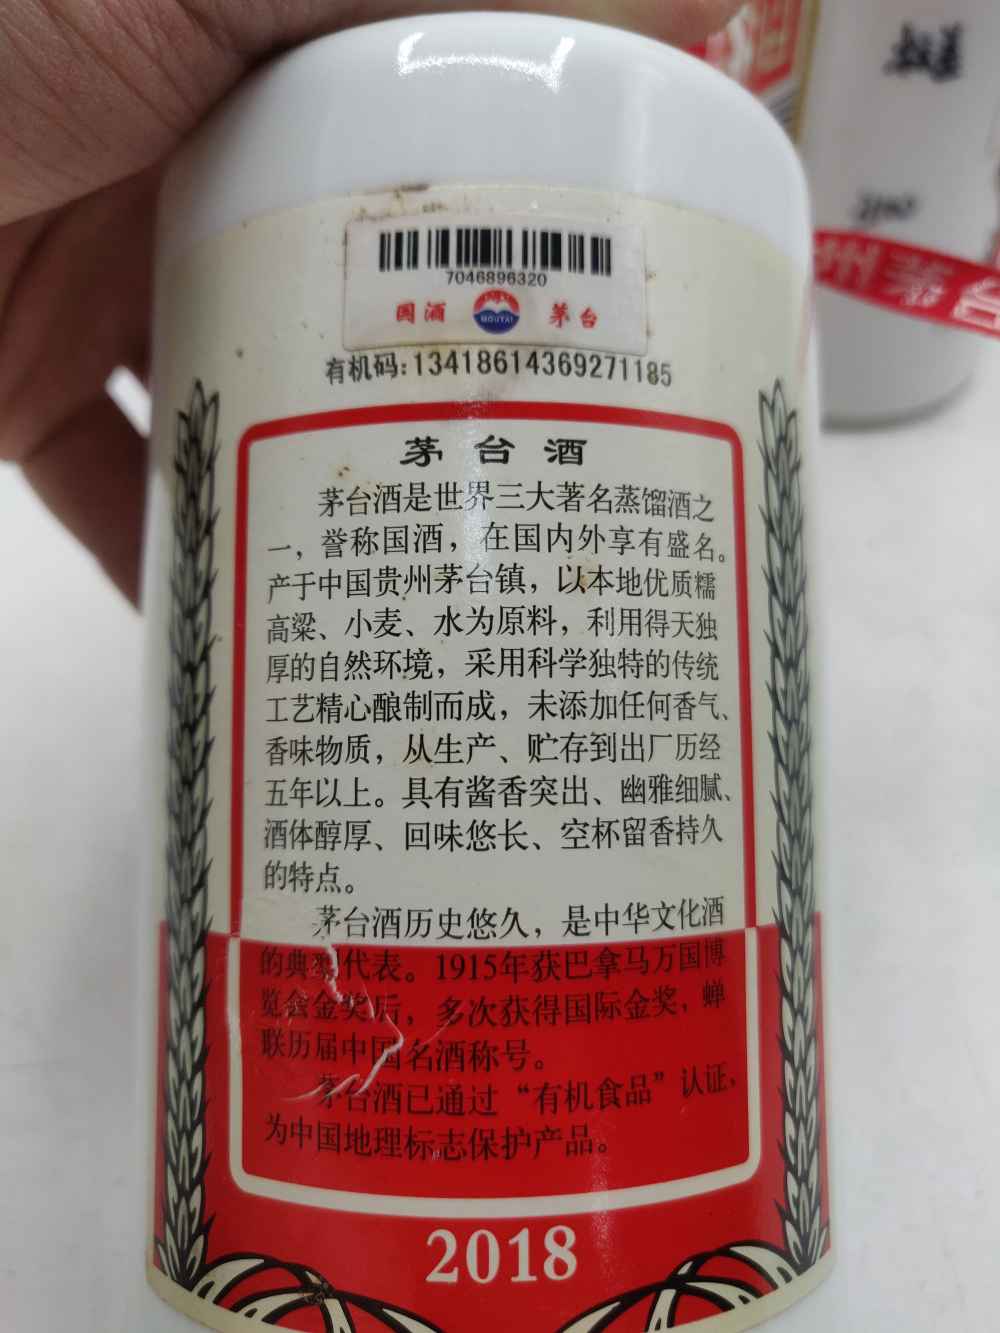 7046896320
国酒 MOUTAI 茅台
有机码:13418614369271185
茅台酒
茅台酒是世界三大著名蒸馏酒之
一，誉称国酒，在国内外享有盛名。
产于中国贵州茅台镇，以本地优质糯
高粱、小麦、水为原料，利用得天独
厚的自然环境，采用科学独特的传统
工艺精心酿制而成，未添加任何香气、
香味物质，从生产、贮存到出厂历经
五年以上。具有酱香突出、幽雅细腻、
酒体醇厚、回味悠长、空杯留香持久
的特点。
茅台酒历史悠久，是中华文化酒
的典型代表。1915年获巴拿马万国博
览会金奖后，多次获得国际金奖，蝉
联历届中国名酒称号。
茅台酒已通过“有机食品”认证，
为中国地理标志保护产品。
2018
州茅台